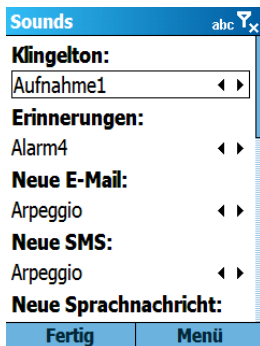 Sounds abc
Klingelton:
Aufnahme1
Erinnerungen:
Alarm4
Neue E-Mail:
Arpeggio
Neue SMS:
Arpeggio
Neue Sprachnachricht:
Fertig Menü